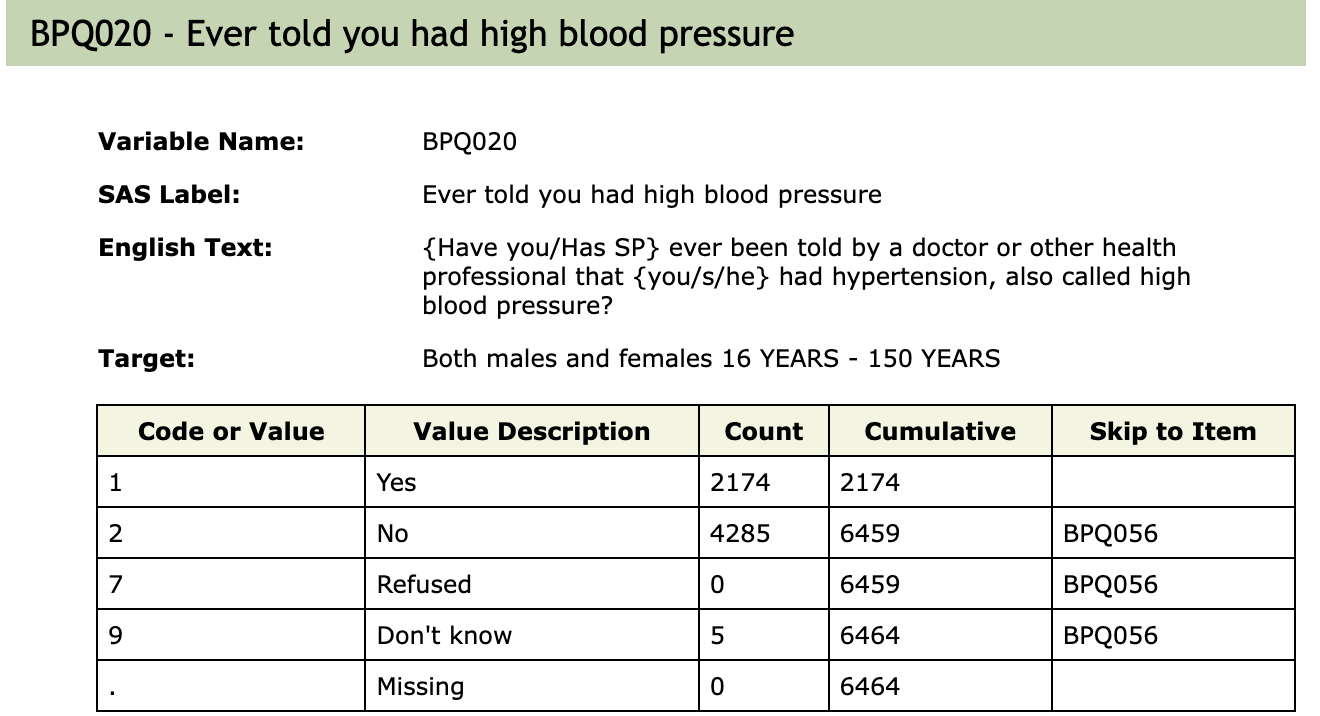 BPQ020 - Ever told you had high blood pressure
Variable Name: BPQ020
SAS Label: Ever told you had high blood pressure
English Text: {Have you/Has SP} ever been told by a doctor or other health
professional that {you/s/he} had hypertension, also called high
blood pressure?
Target: Both males and females 16 YEARS - 150 YEARS
Code or Value Value Description Count Cumulative Skip to Item
1 Yes 2174 2174
2 No 4285 6459 BPQ056
7 Refused 0 6459 BPQ056
9 Don't know 5 6464 BPQ056
. Missing 0 6464